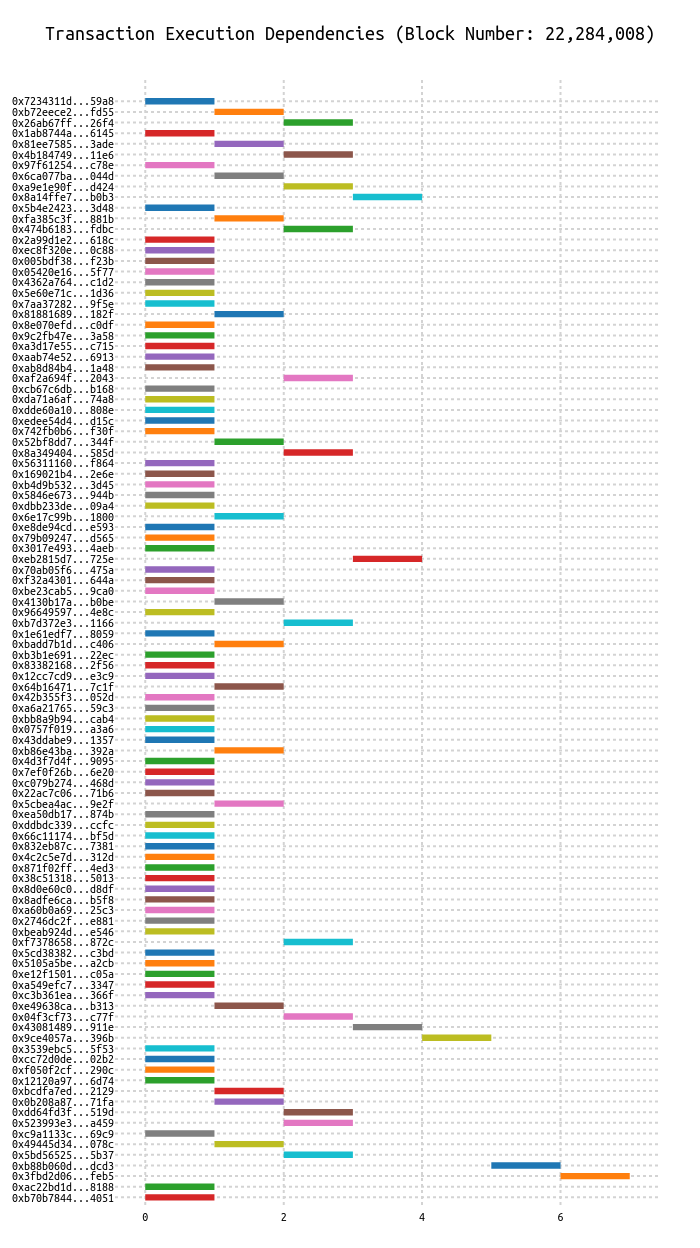 Transaction Execution Dependencies (Block Number: 22,284,008)
0x7234311d...59a8
0xb72eece2...fd55
0x26ab67ff...26f4
0x1ab8744a...6145
0x81ee7585...3ade
0x4b184749...11e6
0x97f61254...c78e
0x6ca077ba...044d
0xa9e1e90f...d424
0x8a14ffe7...b0b3
0x5b4e2423...3d48
0xfa385c3f...881b
0x474b6183...fdbc
0x2a99d1e2...618c
0xec8f320e...0c88
0x005bdf38...f23b
0x05420e16...5f77
0x4362a764...c1d2
0x5e60e71c...1d36
0x7aa37282...9f5e
0x81881689...182f
0x8e070efd...c0df
0x9c2fb47e...3a58
0xa3d17e55...c715
0xaab74e52...6913
0xab8d84b4...1a48
0xaf2a694f...2043
0xcb67c6db...b168
0xda71a6af...74a8
0xdde60a10...808e
0xedee54d4...d15c
0x742fb0b6...f30f
0x52bf8dd7...344f
0x8a349404...585d
0x56311160...f864
0x169021b4...2e6e
0xb4d9b532...3d45
0x5846e673...944b
0xdbb233de...09a4
0x6e17c99b...1800
0xe8de94cd...e593
0x79b09247...d565
0x3017e493...4aeb
0xeb2815d7...725e
0x70ab05f6...475a
0xf32a4301...644a
0xbe23cab5...9ca0
0x4130b17a...b0be
0x96649597...4e8c
0xb7d372e3...1166
0x1e61edf7...8059
0xbadd7b1d...c406
0xb3b1e691...22ec
0x83382168...2f56
0x12cc7cd9...e3c9
0x64b16471...7c1f
0x42b355f3...052d
0xa6a21765...59c3
0xbb8a9b94...cab4
0x0757f019...a3a6
0x43ddabe9...1357
0xb86e43ba...392a
0x4d3f7d4f...9095
0x7ef0f26b...6e20
0xc079b274...468d
0x22ac7c06...71b6
0x5cbea4ac...9e2f
0xea50db17...874b
0xddbdc339...ccfc
0x66c11174...bf5d
0x832eb87c...7381
0x4c2c5e7d...312d
0x871f02ff...4ed3
0x38c51318...5013
0x8d0e60c0...d8df
0x8adfe6ca...b5f8
0xa60b0a69...25c3
0x2746dc2f...e881
0xbeab924d...e546
0xf7378658...872c
0x5cd38382...c3bd
0x5105a5be...a2cb
0xe12f1501...c05a
0xa549efc7...3347
0xc3b361ea...366f
0xe49638ca...b313
0x04f3cf73...c77f
0x43081489...911e
0x9ce4057a...396b
0x3539ebc5...5f53
0xcc72d0de...02b2
0xf050f2cf...290c
0x12120a97...6d74
0xbcdfa7ed...2129
0x0b208a87...71fa
0xdd64fd3f...519d
0x523993e3...a459
0xc9a1133c...69c9
0x49445d34...078c
0x5bd56525...5b37
0xb88b060d...dcd3
0x3fbd2d06...feb5
0xac22bd1d...8188
0xb70b7844...4051
0 2 4 6